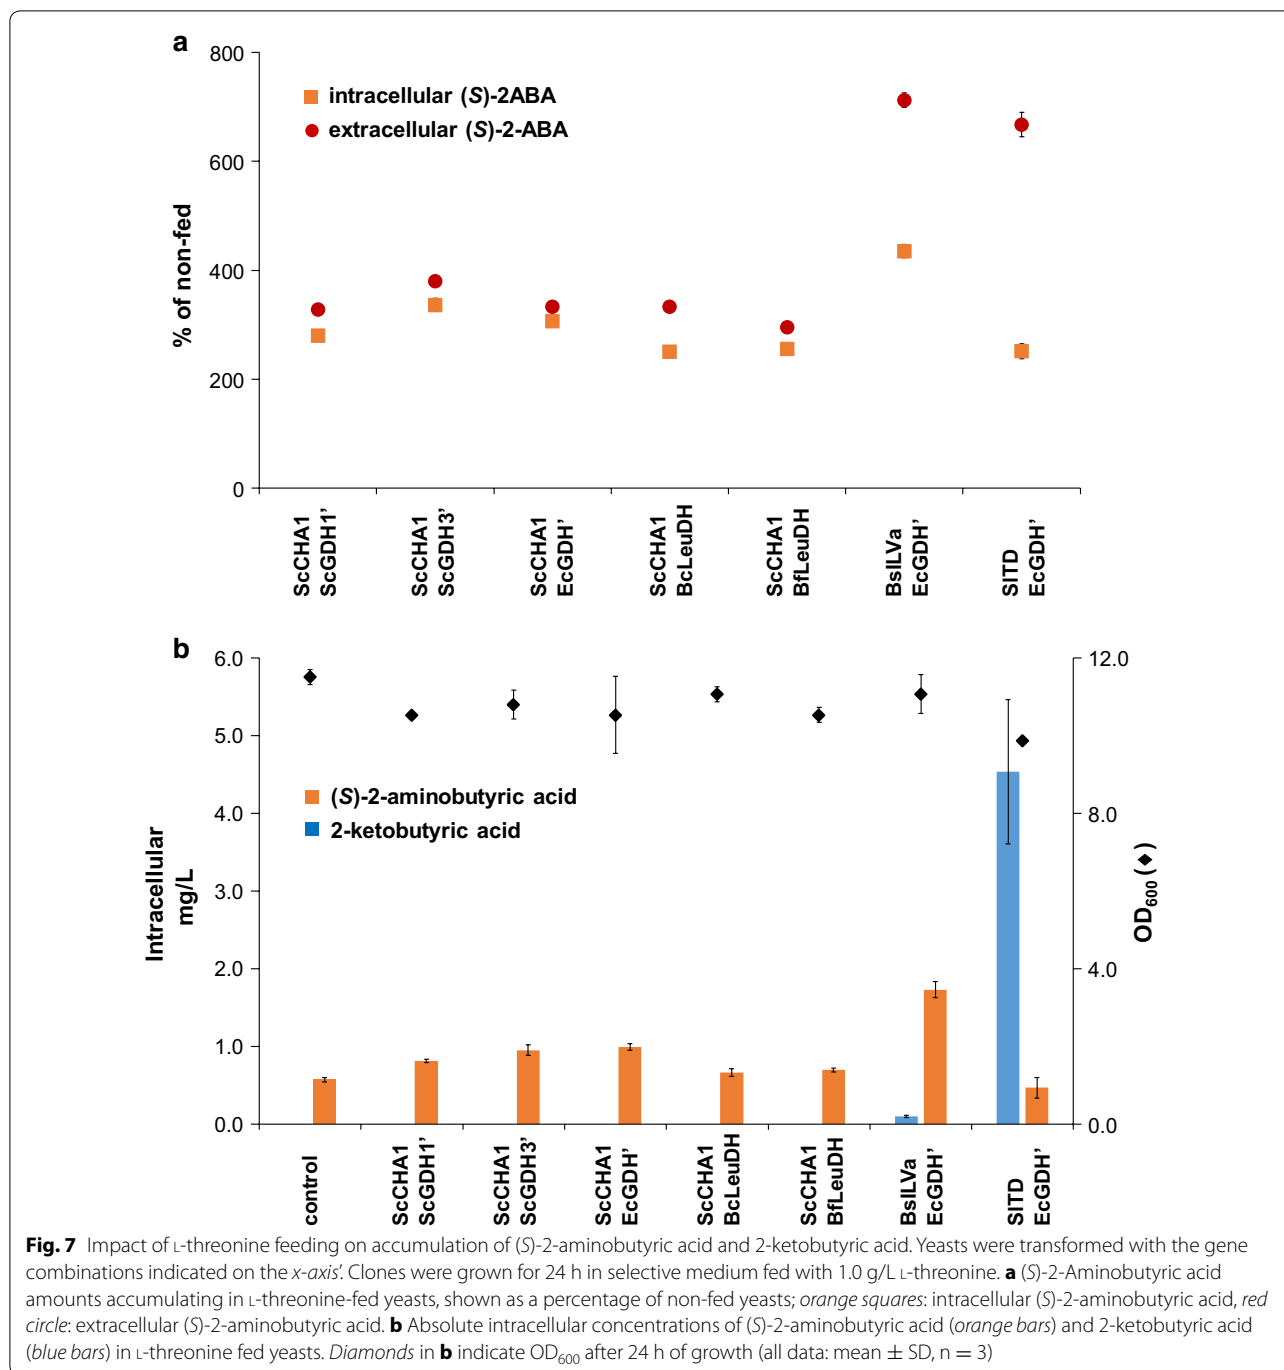 a
800
600
400
200
0
% of non-fed
intracellular (S)-2ABA
extracellular (S)-2-ABA
ScCHA1 ScGDH1’
ScCHA1 ScGDH3’
ScCHA1 EcGDH’
ScCHA1 BcLeuDH
ScCHA1 BfLeuDH
BsILVa EcGDH’
SlTD EcGDH’
b
6.0
5.0
4.0
3.0
2.0
1.0
0.0
Intracellular
mg/L
12.0
8.0
4.0
0.0
OD600 (◆)
(S)-2-aminobutyric acid
2-ketobutyric acid
control
ScCHA1 ScGDH1’
ScCHA1 ScGDH3’
ScCHA1 EcGDH’
ScCHA1 BcLeuDH
ScCHA1 BfLeuDH
BsILVa EcGDH’
SlTD EcGDH’
Fig. 7 Impact of L-threonine feeding on accumulation of (S)-2-aminobutyric acid and 2-ketobutyric acid. Yeasts were transformed with the gene
combinations indicated on the x-axis’. Clones were grown for 24 h in selective medium fed with 1.0 g/L L-threonine. a (S)-2-Aminobutyric acid
amounts accumulating in L-threonine-fed yeasts, shown as a percentage of non-fed yeasts; orange squares: intracellular (S)-2-aminobutyric acid, red
circle: extracellular (S)-2-aminobutyric acid. b Absolute intracellular concentrations of (S)-2-aminobutyric acid (orange bars) and 2-ketobutyric acid
(blue bars) in L-threonine fed yeasts. Diamonds in b indicate OD600 after 24 h of growth (all data: mean ± SD, n = 3)